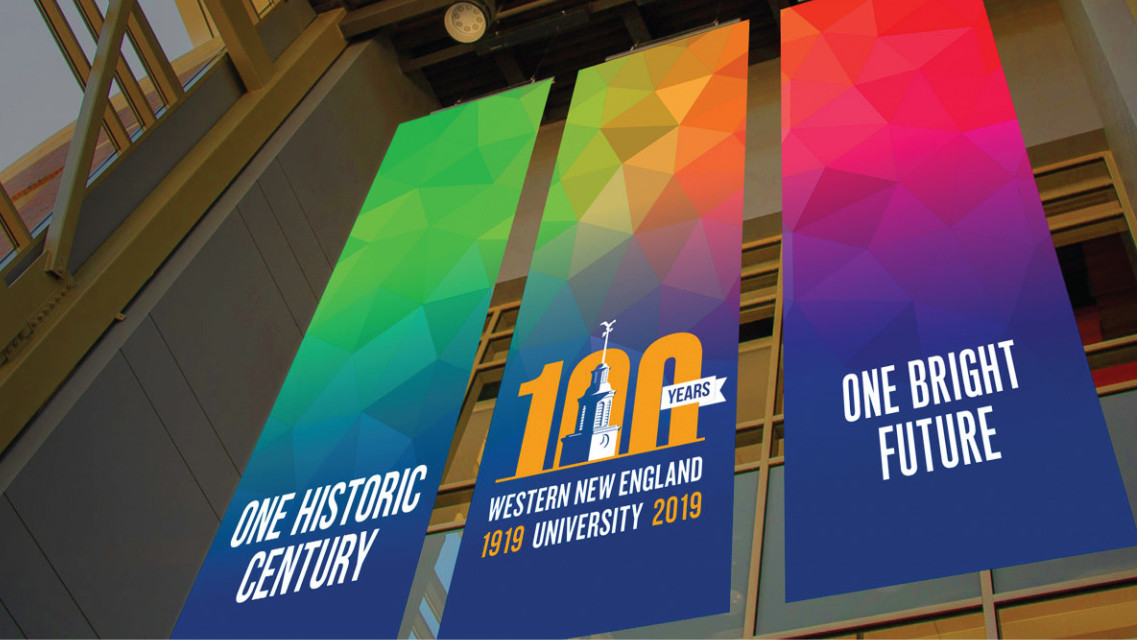 ONE HISTORIC
CENTURY
100
YEARS
WESTERN NEW ENGLAND
1919 UNIVERSITY 2019
ONE BRIGHT
FUTURE